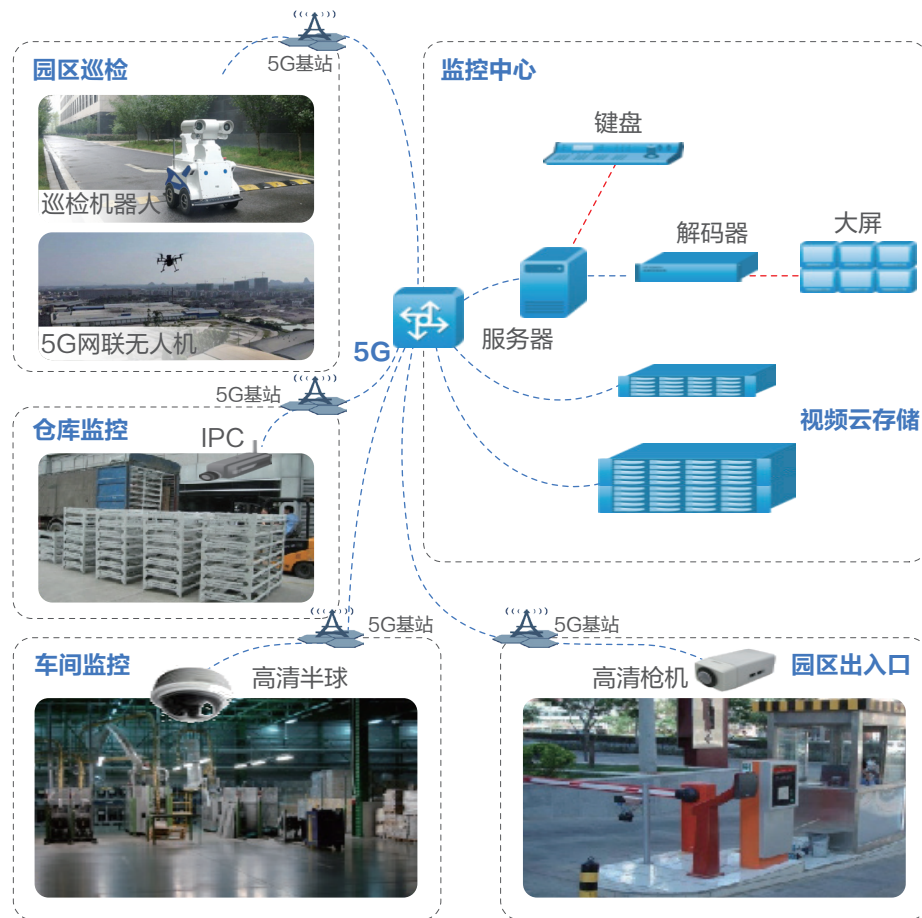 5G基站
园区巡检
巡检机器人
5G网联无人机
监控中心
键盘
解码器
大屏
服务器
5G
视频云存储
5G基站
仓库监控
IPC
5G基站
车间监控
高清半球
5G基站
高清枪机
园区出入口